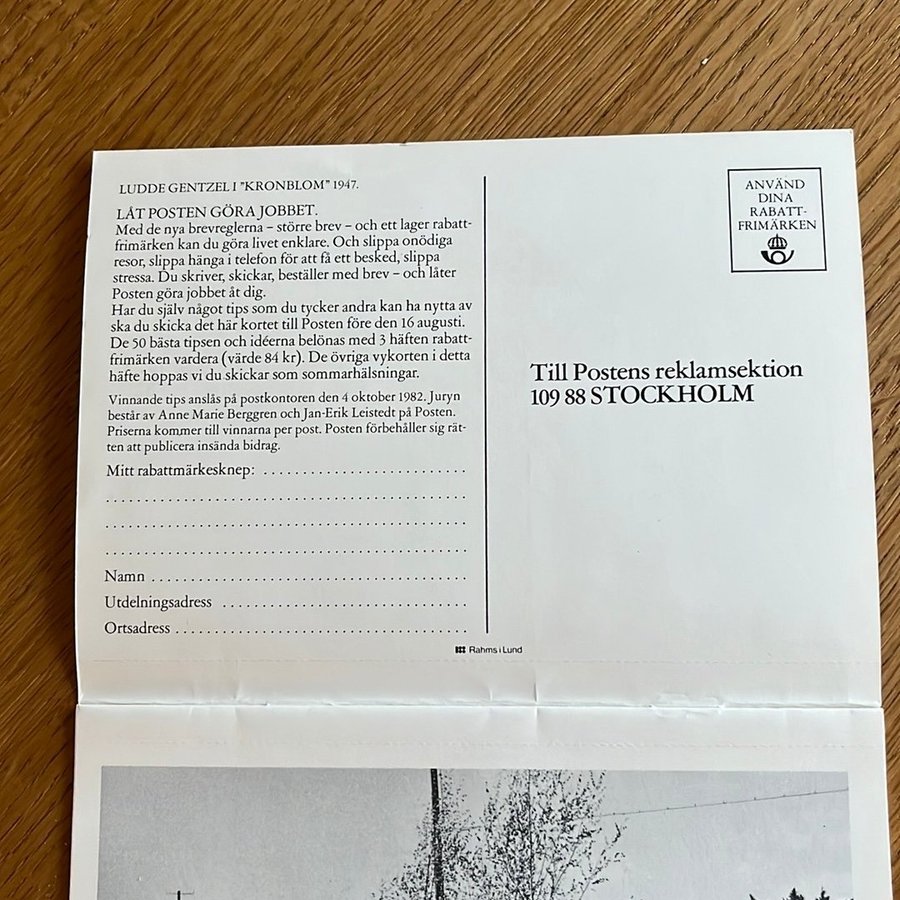 LUDDE GENTZEL I "KRONBLOM" 1947.
LÅT POSTEN GÖRA JOBBET.
Med de nya brevreglerna – större brev – och ett lager rabatt-
frimärken kan du göra livet enklare. Och slippa onödiga
resor, slippa hänga i telefon för att få ett besked, slippa
stressa. Du skriver, skickar, beställer med brev – och låter
Posten göra jobbet åt dig.
Har du själv något tips som du tycker andra kan ha nytta av
ska du skicka det här kortet till Posten före den 16 augusti.
De 50 bästa tipsen och idéerna belönas med 3 häften rabatt-
frimärken vardera (värde 84 kr). De övriga vykorten i detta
häfte hoppas vi du skickar som sommarhälsningar.
Vinnande tips anslås på postkontoren den 4 oktober 1982. Juryn
består av Anne Marie Berggren och Jan-Erik Leistedt på Posten.
Priserna kommer till vinnarna per post. Posten förbehåller sig rät-
ten att publicera insända bidrag.
Mitt rabattmärkesknep:
Namn
Utdelningsadress
Ortsadress
ANVÄND
DINA
RABATT-
FRIMÄRKEN
Till Postens reklamsektion
109 88 STOCKHOLM
Rahms i Lund